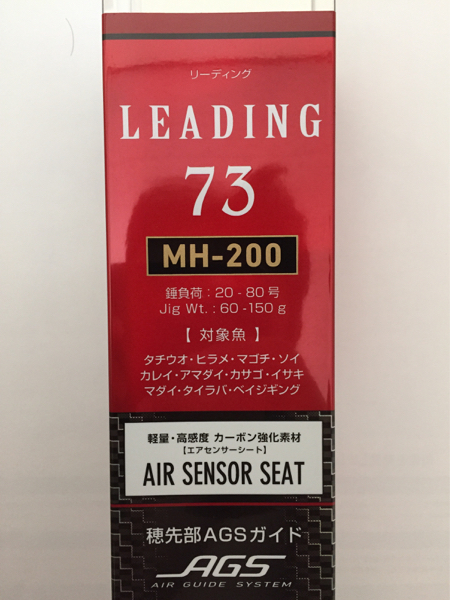 リーディング
LEADING
73
MH-200
錘負荷：20-80号
Jig Wt.：60-150g
【対象魚】
タチウオ・ヒラメ・マゴチ・ソイ
カレイ・アマダイ・カサゴ・イサキ
マダイ・タイラバ・ベイジギング
軽量・高感度 カーボン強化素材
【エアセンサーシート】
AIR SENSOR SEAT
穂先部AGSガイド
AGS
AIR GUIDE SYSTEM